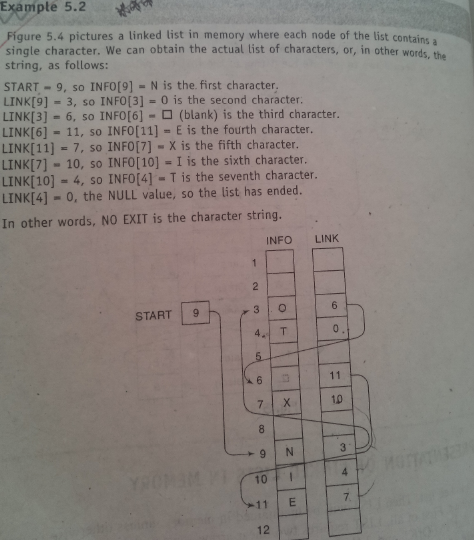 Example 5.2
Figure 5.4 pictures a linked list in memory where each node of the list contains a
single character. We can obtain the actual list of characters, or, in other words, the
string, as follows:
START = 9, so INFO[9] = N is the first character.
LINK[9] = 3, so INFO[3] = O is the second character.
LINK[3] = 6, so INFO[6] = □ (blank) is the third character.
LINK[6] = 11, so INFO[11] = E is the fourth character.
LINK[11] = 7, so INFO[7] = X is the fifth character.
LINK[7] = 10, so INFO[10] = I is the sixth character.
LINK[10] = 4, so INFO[4] = T is the seventh character.
LINK[4] = 0, the NULL value, so the list has ended.
In other words, NO EXIT is the character string.
INFO LINK
1
2
START 9 3 O 6
4 T 0
5
6 □ 11
7 X 10
8
9 N 3
10 I 4
11 E 7
12